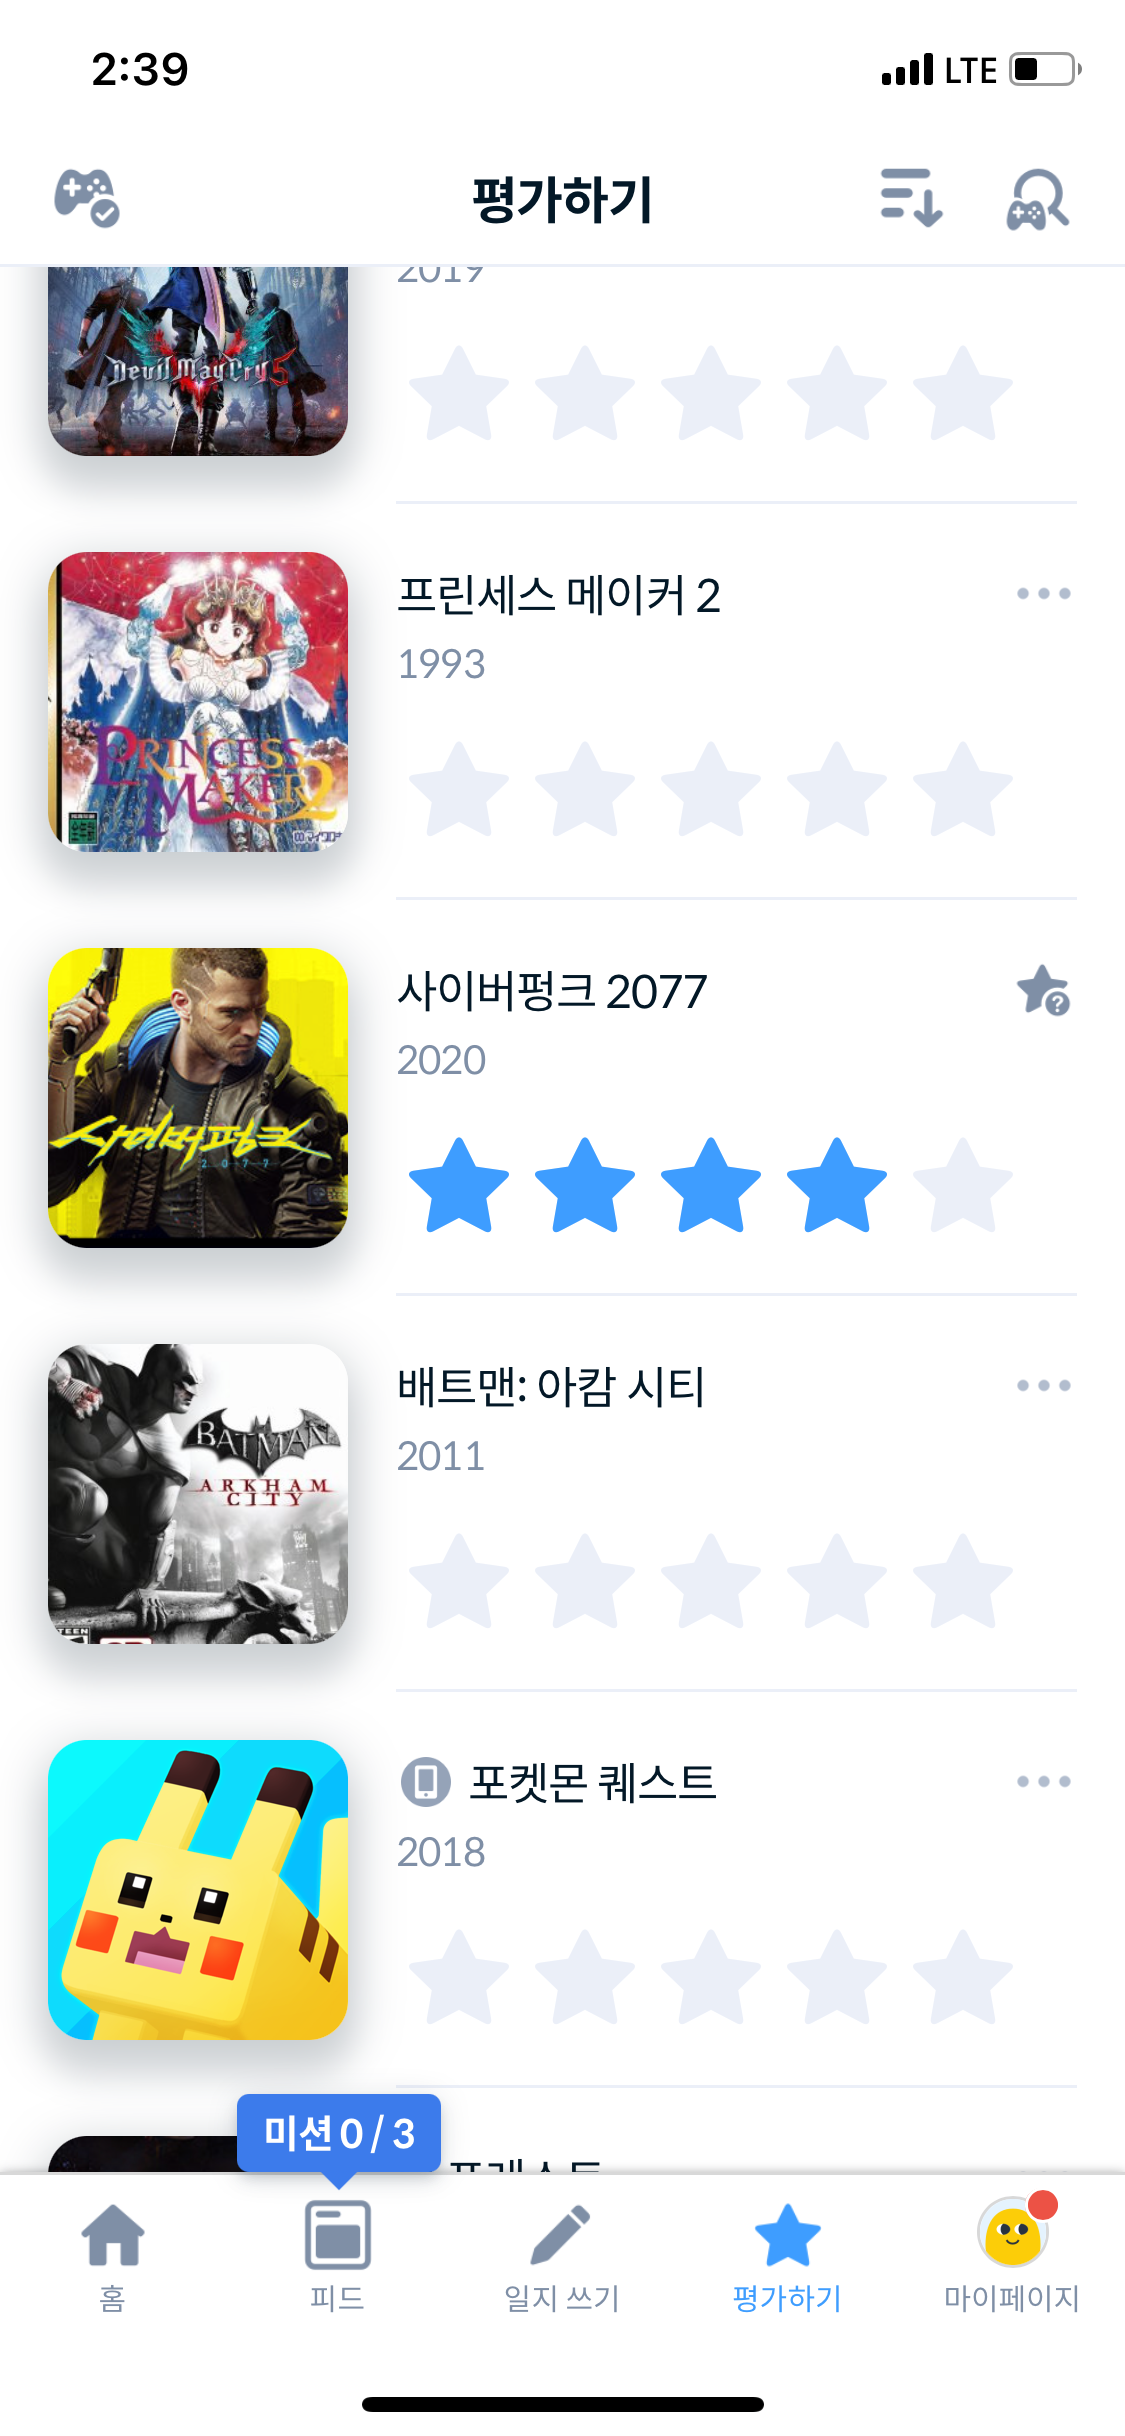 2:39
LTE
평가하기
2019
Devil May Cry 5
프린세스 메이커 2
1993
PRINCESS
MAKER 2
사이버펑크 2077
2020
사이버펑크
2077
배트맨: 아캄 시티
2011
BATMAN
ARKHAM
CITY
TEEN
포켓몬 퀘스트
2018
미션 0 / 3
홈
피드
일지 쓰기
평가하기
마이페이지